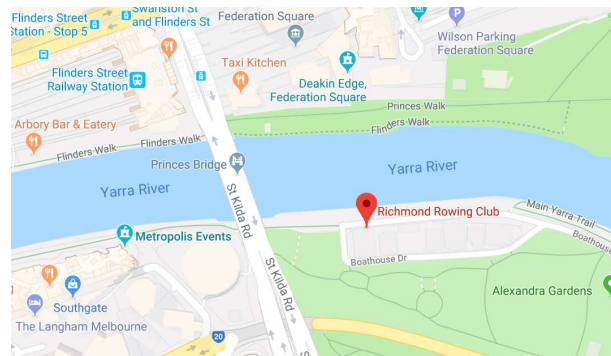 Flinders Street
Station - Stop 5
Swanston St
and Flinders St
Federation Square
Wilson Parking
Federation Square
Taxi Kitchen
Flinders Street
Railway Station
Deakin Edge,
Federation Square
Princes Walk
Arbory Bar & Eatery
Flinders Walk
Flinders Walk
Princes Bridge
Yarra River
Yarra River
St Kilda Rd
Richmond Rowing Club
Main Yarra Trail
Metropolis Events
Boathouse Dr
St Kilda Rd
Alexandra Gardens
Southgate
The Langham Melbourne
20